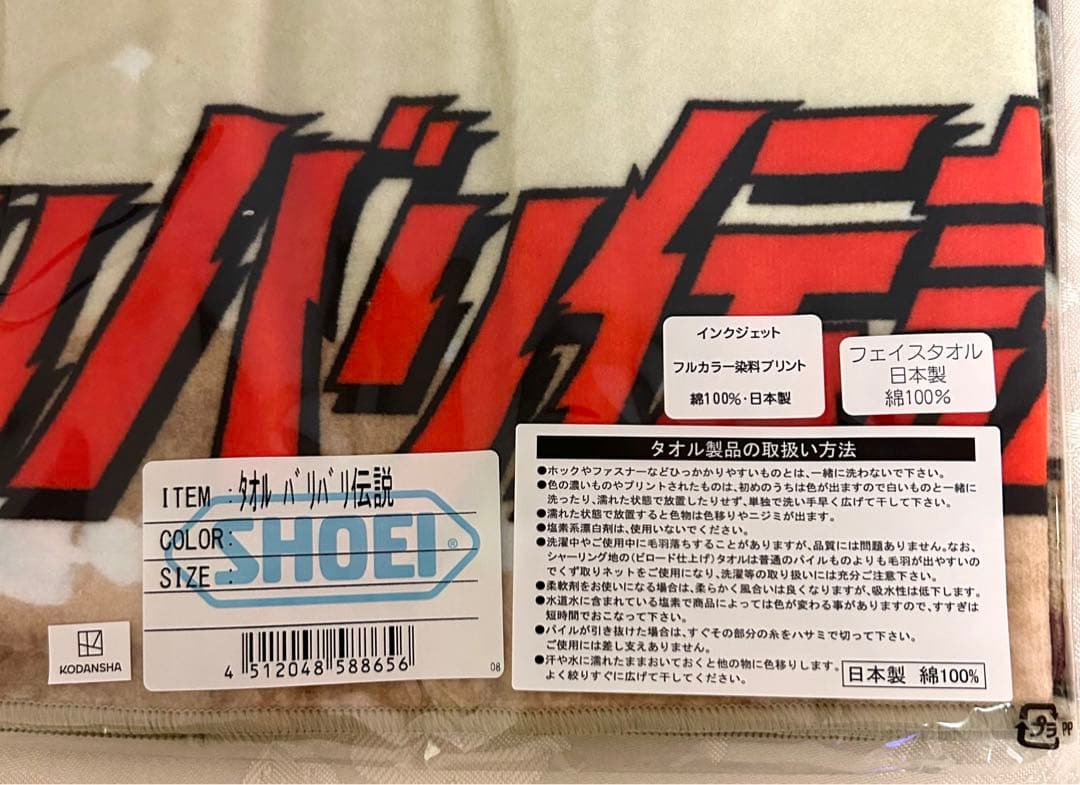 バリ伝
インクジェット
フルカラー染料プリント
綿100%・日本製
フェイスタオル
日本製
綿100%
タオル製品の取扱い方法
●ホックやファスナーなどひっかかりやすいものとは、一緒に洗わないで下さい。
●色の濃いものやプリントされたものは、初めのうちは色が出ますので白いものと一緒に
洗ったり、濡れた状態で放置したりせず、単独で洗い手早く広げて干して下さい。
●濡れた状態で放置すると色物は色移りやニジミが出ます。
●塩素系漂白剤は、使用しないでください。
●洗濯中やご使用中に毛羽落ちすることがありますが、品質には問題ありません。なお、
シャーリング地の(ビロード仕上げ)タオルは普通のパイルものよりも毛羽が出やすいの
でくず取りネットをご使用になり、洗濯等の取り扱いには充分ご注意下さい。
●柔軟剤をお使いになる場合は、柔らかく風合いは良くなりますが、吸水性は低下します。
●水道水に含まれている塩素で商品によっては色が変わる事がありますので、すすぎは
短時間でおこなって下さい。
●パイルが引き抜けた場合は、すぐその部分の糸をハサミで切って下さい。
ご使用には差し支えありません。
●汗や水に濡れたままおいておくと他の物に色移りします。
よく絞りすぐに広げて干してください。
日本製 綿100%
ITEM :タオル バリバリ伝説
COLOR:
SIZE :
SHOEI®
4 512048 588656
08
KODANSHA
プラ PP